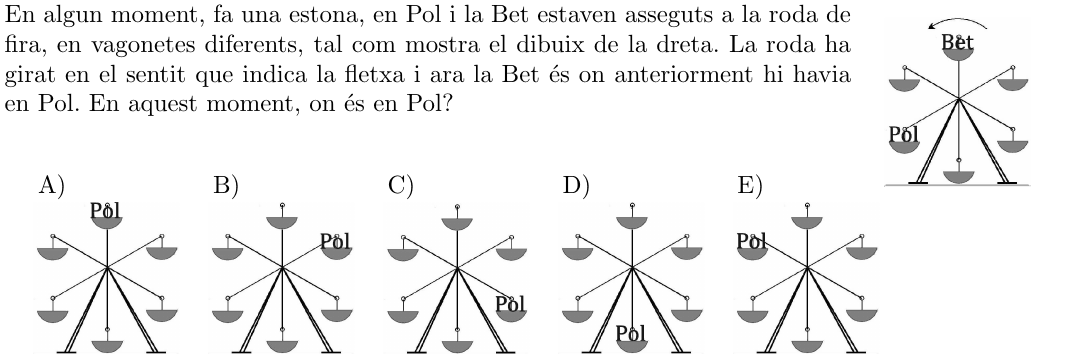 En algun moment, fa una estona, en Pol i la Bet estaven asseguts a la roda de
fira, en vagonetes diferents, tal com mostra el dibuix de la dreta. La roda ha
girat en el sentit que indica la fletxa i ara la Bet és on anteriorment hi havia
en Pol. En aquest moment, on és en Pol?
Bet
Pol
A)
B)
C)
D)
E)
Pol
Pol
Pol
Pol
Pol